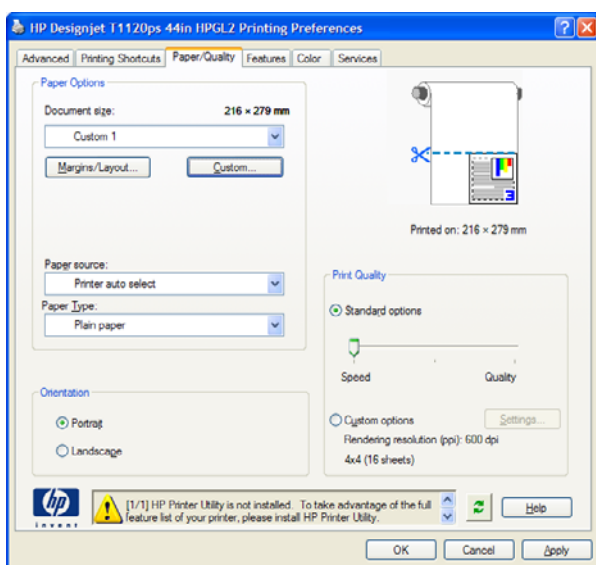 HP Designjet T1120ps 44in HPGL2 Printing Preferences
Advanced Printing Shortcuts Paper/Quality Features Color Services
Paper Options
Document size: 216 × 279 mm
Custom 1
Margins/Layout... Custom...
Printed on: 216 × 279 mm
Paper source:
Printer auto select
Paper Type:
Plain paper
Print Quality
Standard options
Speed Quality
Custom options Settings...
Rendering resolution (ppi): 600 dpi
4x4 (16 sheets)
Orientation
Portrait
Landscape
hp
invent
[1/1] HP Printer Utility is not installed. To take advantage of the full
feature list of your printer, please install HP Printer Utility.
Help
OK Cancel Apply
3